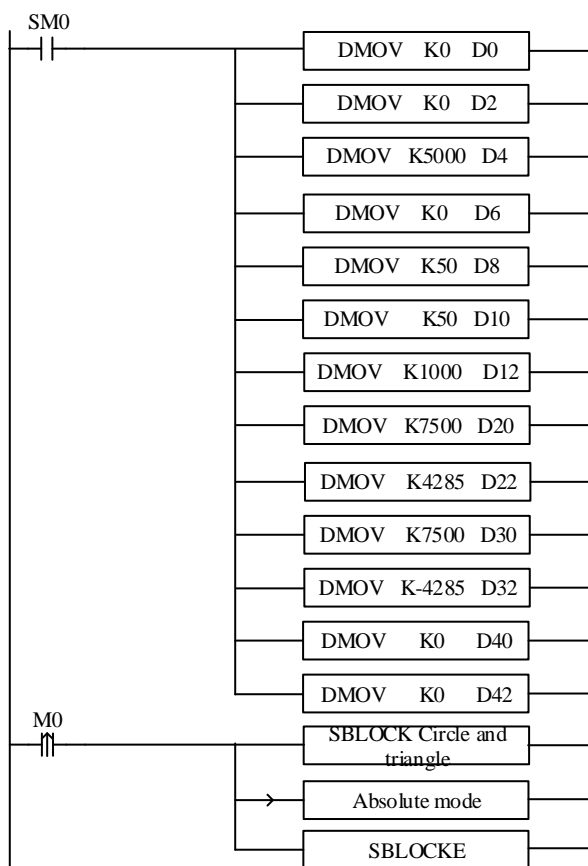 SM0
DMOV K0 D0
DMOV K0 D2
DMOV K5000 D4
DMOV K0 D6
DMOV K50 D8
DMOV K50 D10
DMOV K1000 D12
DMOV K7500 D20
DMOV K4285 D22
DMOV K7500 D30
DMOV K-4285 D32
DMOV K0 D40
DMOV K0 D42
M0
SBLOCK Circle and
triangle
Absolute mode
SBLOCKE